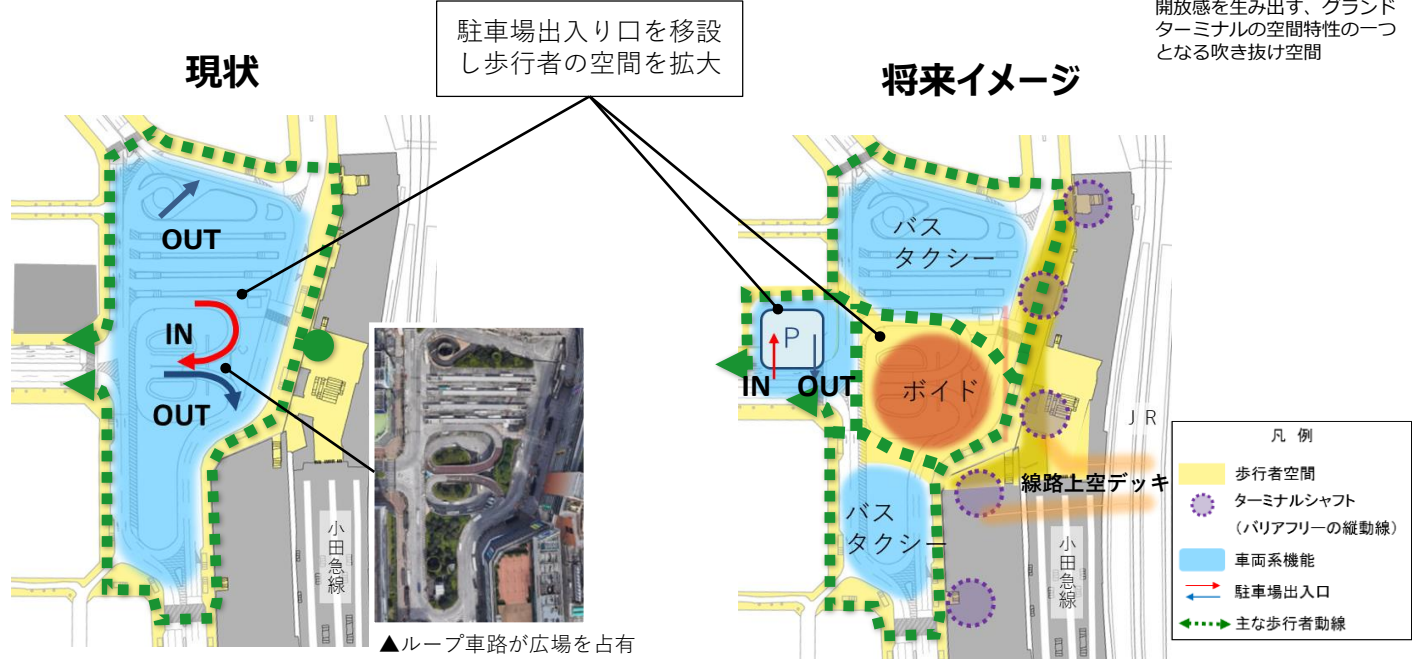 開放感を生み出す、グランド
ターミナルの空間特性の一つ
となる吹き抜け空間
駐車場出入り口を移設
し歩行者の空間を拡大
現状
将来イメージ
OUT
IN
OUT
小田急線
▲ループ車路が広場を占有
バス
タクシー
P
IN OUT
ボイド
JR
線路上空デッキ
バス
タクシー
小田急線
凡 例
歩行者空間
ターミナルシャフト
(バリアフリーの縦動線)
車両系機能
駐車場出入口
主な歩行者動線